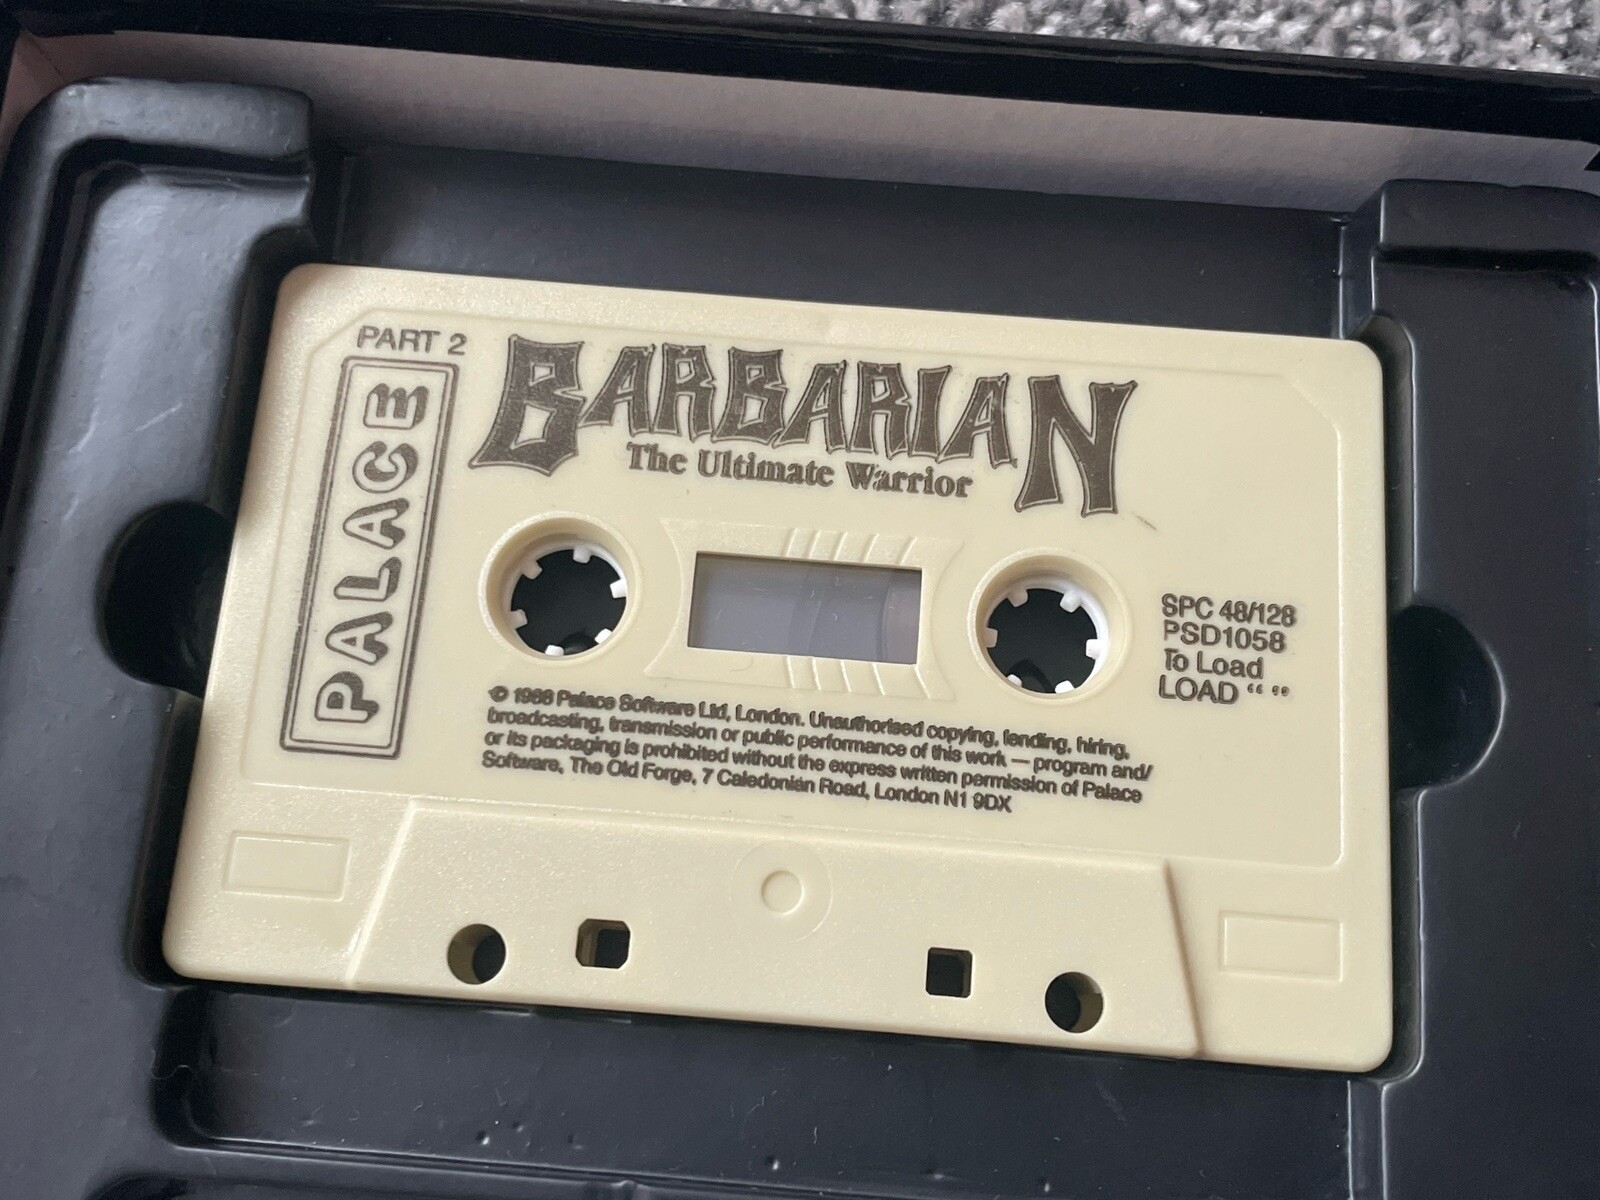 PART 2
PALACE
BARBARIAN
The Ultimate Warrior
SPC 48/128
PSD1058
To Load
LOAD “ ”
© 1988 Palace Software Ltd, London. Unauthorised copying, lending, hiring,
broadcasting, transmission or public performance of this work — program and/
or its packaging is prohibited without the express written permission of Palace
Software, The Old Forge, 7 Caledonian Road, London N1 9DX